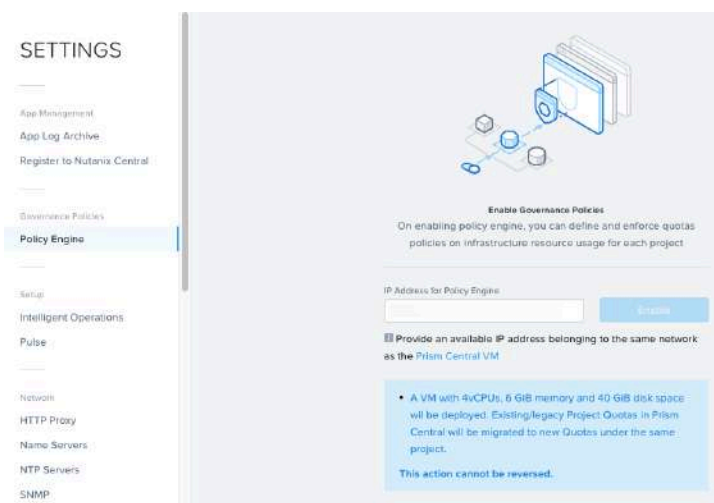 SETTINGS
App Management
App Log Archive
Register to Nutanix Central
Governance Policies
Policy Engine
Setup
Intelligent Operations
Pulse
Network
HTTP Proxy
Name Servers
NTP Servers
SNMP
Enable Governance Policies
On enabling policy engine, you can define and enforce quotas
policies on infrastructure resource usage for each project
IP Address for Policy Engine
Enable
Provide an available IP address belonging to the same network
as the Prism Central VM
• A VM with 4vCPUs, 6 GiB memory and 40 GiB disk space
will be deployed. Existing/legacy Project Quotas in Prism
Central will be migrated to new Quotas under the same
project.
This action cannot be reversed.